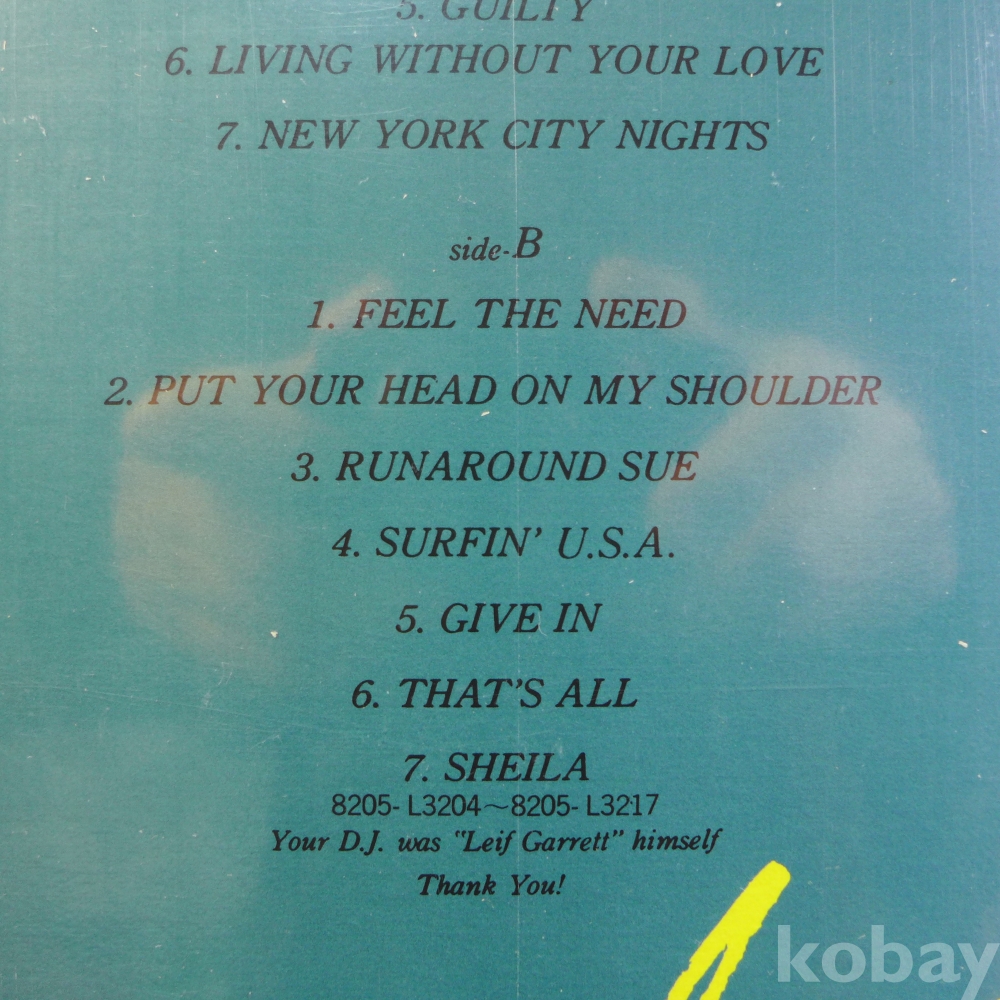 5. GUILTY
6. LIVING WITHOUT YOUR LOVE
7. NEW YORK CITY NIGHTS
side-B
1. FEEL THE NEED
2. PUT YOUR HEAD ON MY SHOULDER
3. RUNAROUND SUE
4. SURFIN' U.S.A.
5. GIVE IN
6. THAT'S ALL
7. SHEILA
8205-L3204～8205-L3217
Your D.J. was "Leif Garrett" himself
Thank You!
kobay